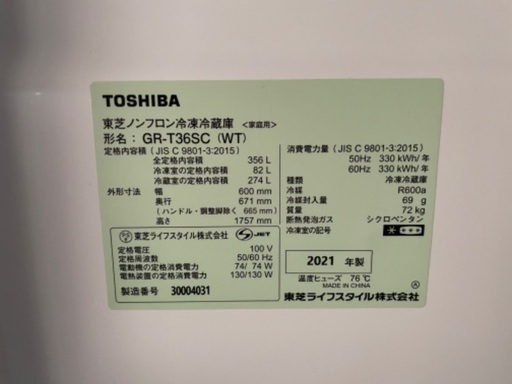 TOSHIBA
東芝ノンフロン冷凍冷蔵庫 <家庭用>
形名: GR-T36SC (WT)
定格内容積 (JIS C 9801-3:2015)
全定格内容積 356 L
冷凍室の定格内容積 82 L
冷蔵室の定格内容積 274 L
外形寸法 幅 600 mm
奥行 671 mm
(ハンドル・調整脚除く 665 mm)
高さ 1757 mm
東芝ライフスタイル株式会社 JET
定格電圧 100 V
定格周波数 50/60 Hz
電動機の定格消費電力 74/ 74 W
電熱装置の定格消費電力 130/130 W
製造番号 30004031
消費電力量 (JIS C 9801-3:2015)
50Hz 330 kWh/年
60Hz 330 kWh/年
種類 冷凍冷蔵庫
冷媒 R600a
冷媒封入量 69 g
質量 72 kg
断熱発泡ガス シクロペンタン
冷凍室の記号
2021 年製
温度ヒューズ 76℃
MADE IN CHINA
A
東芝ライフスタイル株式会社